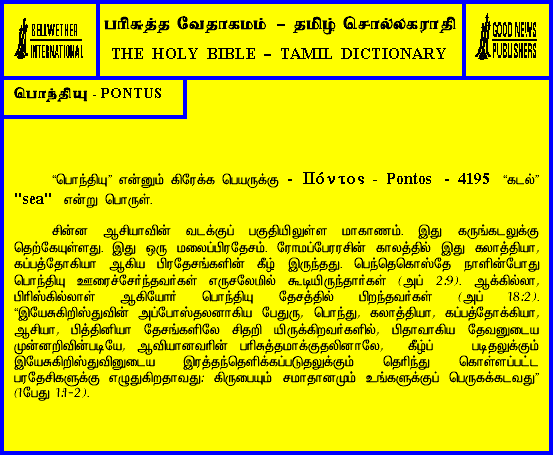 BELLWETHER
INTERNATIONAL
பரிசுத்த வேதாகமம் – தமிழ் சொல்லகராதி
THE HOLY BIBLE – TAMIL DICTIONARY
GOOD NEWS
PUBLISHERS
பொந்தியு - PONTUS
“பொந்தியு” என்னும் கிரேக்க பெயருக்கு - Πόντος - Pontos - 4195 “கடல்”
"sea" என்று பொருள்.
சின்ன ஆசியாவின் வடக்குப் பகுதியிலுள்ள மாகாணம். இது கருங்கடலுக்கு
தெற்கேயுள்ளது. இது ஒரு மலைப்பிரதேசம். ரோமப்பேரரசின் காலத்தில் இது கலாத்தியா,
கப்பத்தோகியா ஆகிய பிரதேசங்களின் கீழ் இருந்தது. பெந்தெகொஸ்தே நாளின்போது
பொந்தியு ஊரைச்சேர்ந்தவர்கள் எருசலேமில் கூடியிருந்தார்கள் (அப் 2:9). ஆக்கில்லா,
பிரிஸ்கில்லாள் ஆகியோர் பொந்தியு தேசத்தில் பிறந்தவர்கள் (அப் 18:2).
“இயேசுகிறிஸ்துவின் அப்போஸ்தலனாகிய பேதுரு, பொந்து, கலாத்தியா, கப்பத்தோக்கியா,
ஆசியா, பித்தினியா தேசங்களிலே சிதறி யிருக்கிறவர்களில், பிதாவாகிய தேவனுடைய
முன்னறிவின்படியே, ஆவியானவரின் பரிசுத்தமாக்குதலினாலே, கீழ்ப் படிதலுக்கும்
இயேசுகிறிஸ்துவினுடைய இரத்தந்தெளிக்கப்படுதலுக்கும் தெரிந்து கொள்ளப்பட்ட
பரதேசிகளுக்கு எழுதுகிறதாவது: கிருபையும் சமாதானமும் உங்களுக்குப் பெருகக்கடவது”
(1பேது 1:1-2).